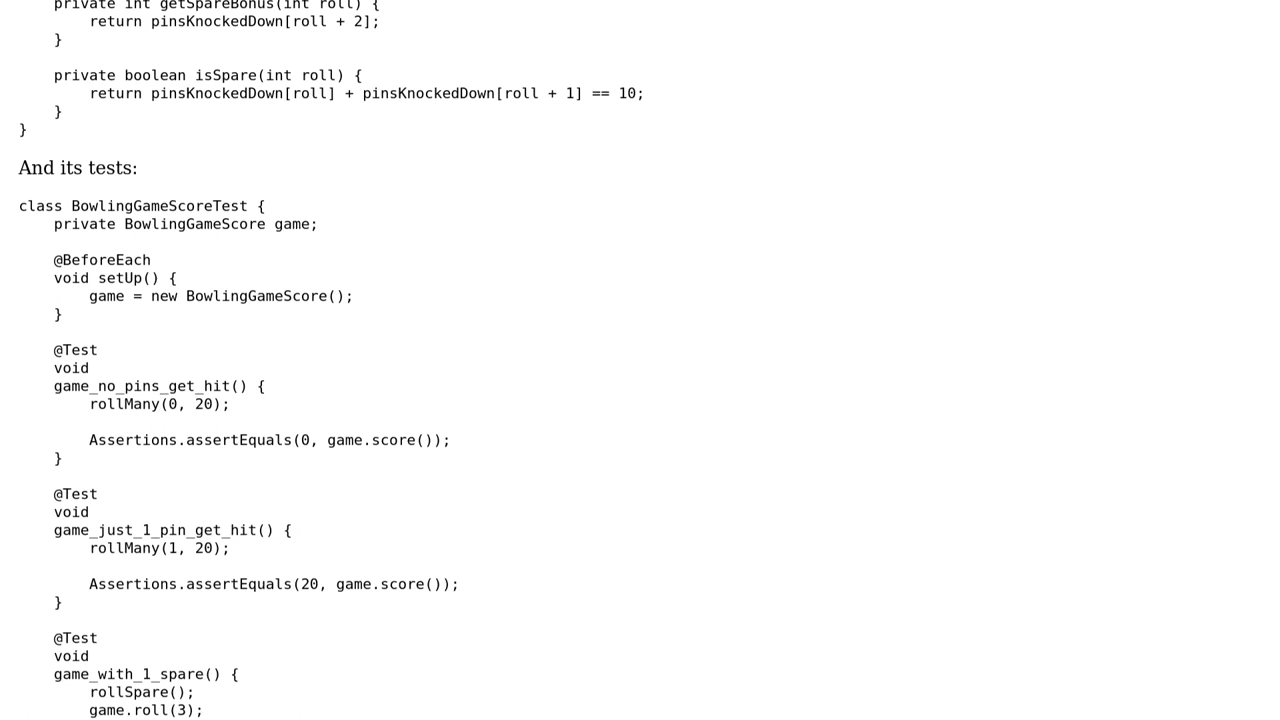 private int getSpareBonus(int roll) {
        return pinsKnockedDown[roll + 2];
    }

    private boolean isSpare(int roll) {
        return pinsKnockedDown[roll] + pinsKnockedDown[roll + 1] == 10;
    }
}
And its tests:
class BowlingGameScoreTest {
    private BowlingGameScore game;

    @BeforeEach
    void setUp() {
        game = new BowlingGameScore();
    }

    @Test
    void
    game_no_pins_get_hit() {
        rollMany(0, 20);

        Assertions.assertEquals(0, game.score());
    }

    @Test
    void
    game_just_1_pin_get_hit() {
        rollMany(1, 20);

        Assertions.assertEquals(20, game.score());
    }

    @Test
    void
    game_with_1_spare() {
        rollSpare();
        game.roll(3);